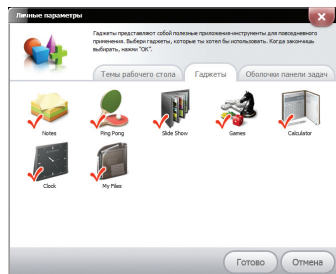 Личные параметры
Гаджеты представляют собой полезные приложения-инструменты для повседневного
применения. Выбери гаджеты, которые ты хотел бы использовать. Когда закончишь
выбирать, нажми "ОК".
Темы рабочего стола Гаджеты Оболочки панели задач
Notes Ping Pong Slide Show Games Calculator
Clock My Files
Готово Отмена